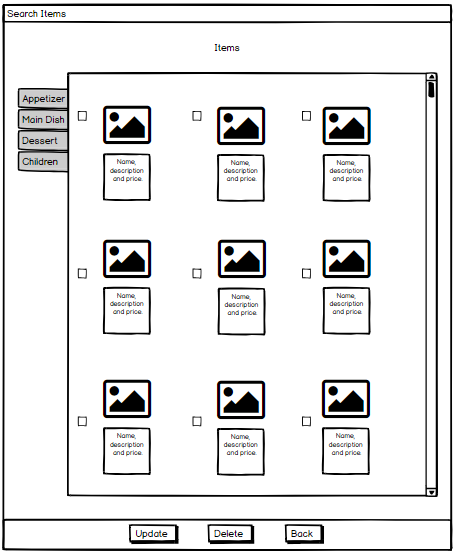 Search Items
Items
Appetizer
Main Dish
Dessert
Children
Name,
description
and price.
Name,
description
and price.
Name,
description
and price.
Name,
description
and price.
Name,
description
and price.
Name,
description
and price.
Name,
description
and price.
Name,
description
and price.
Name,
description
and price.
Update
Delete
Back